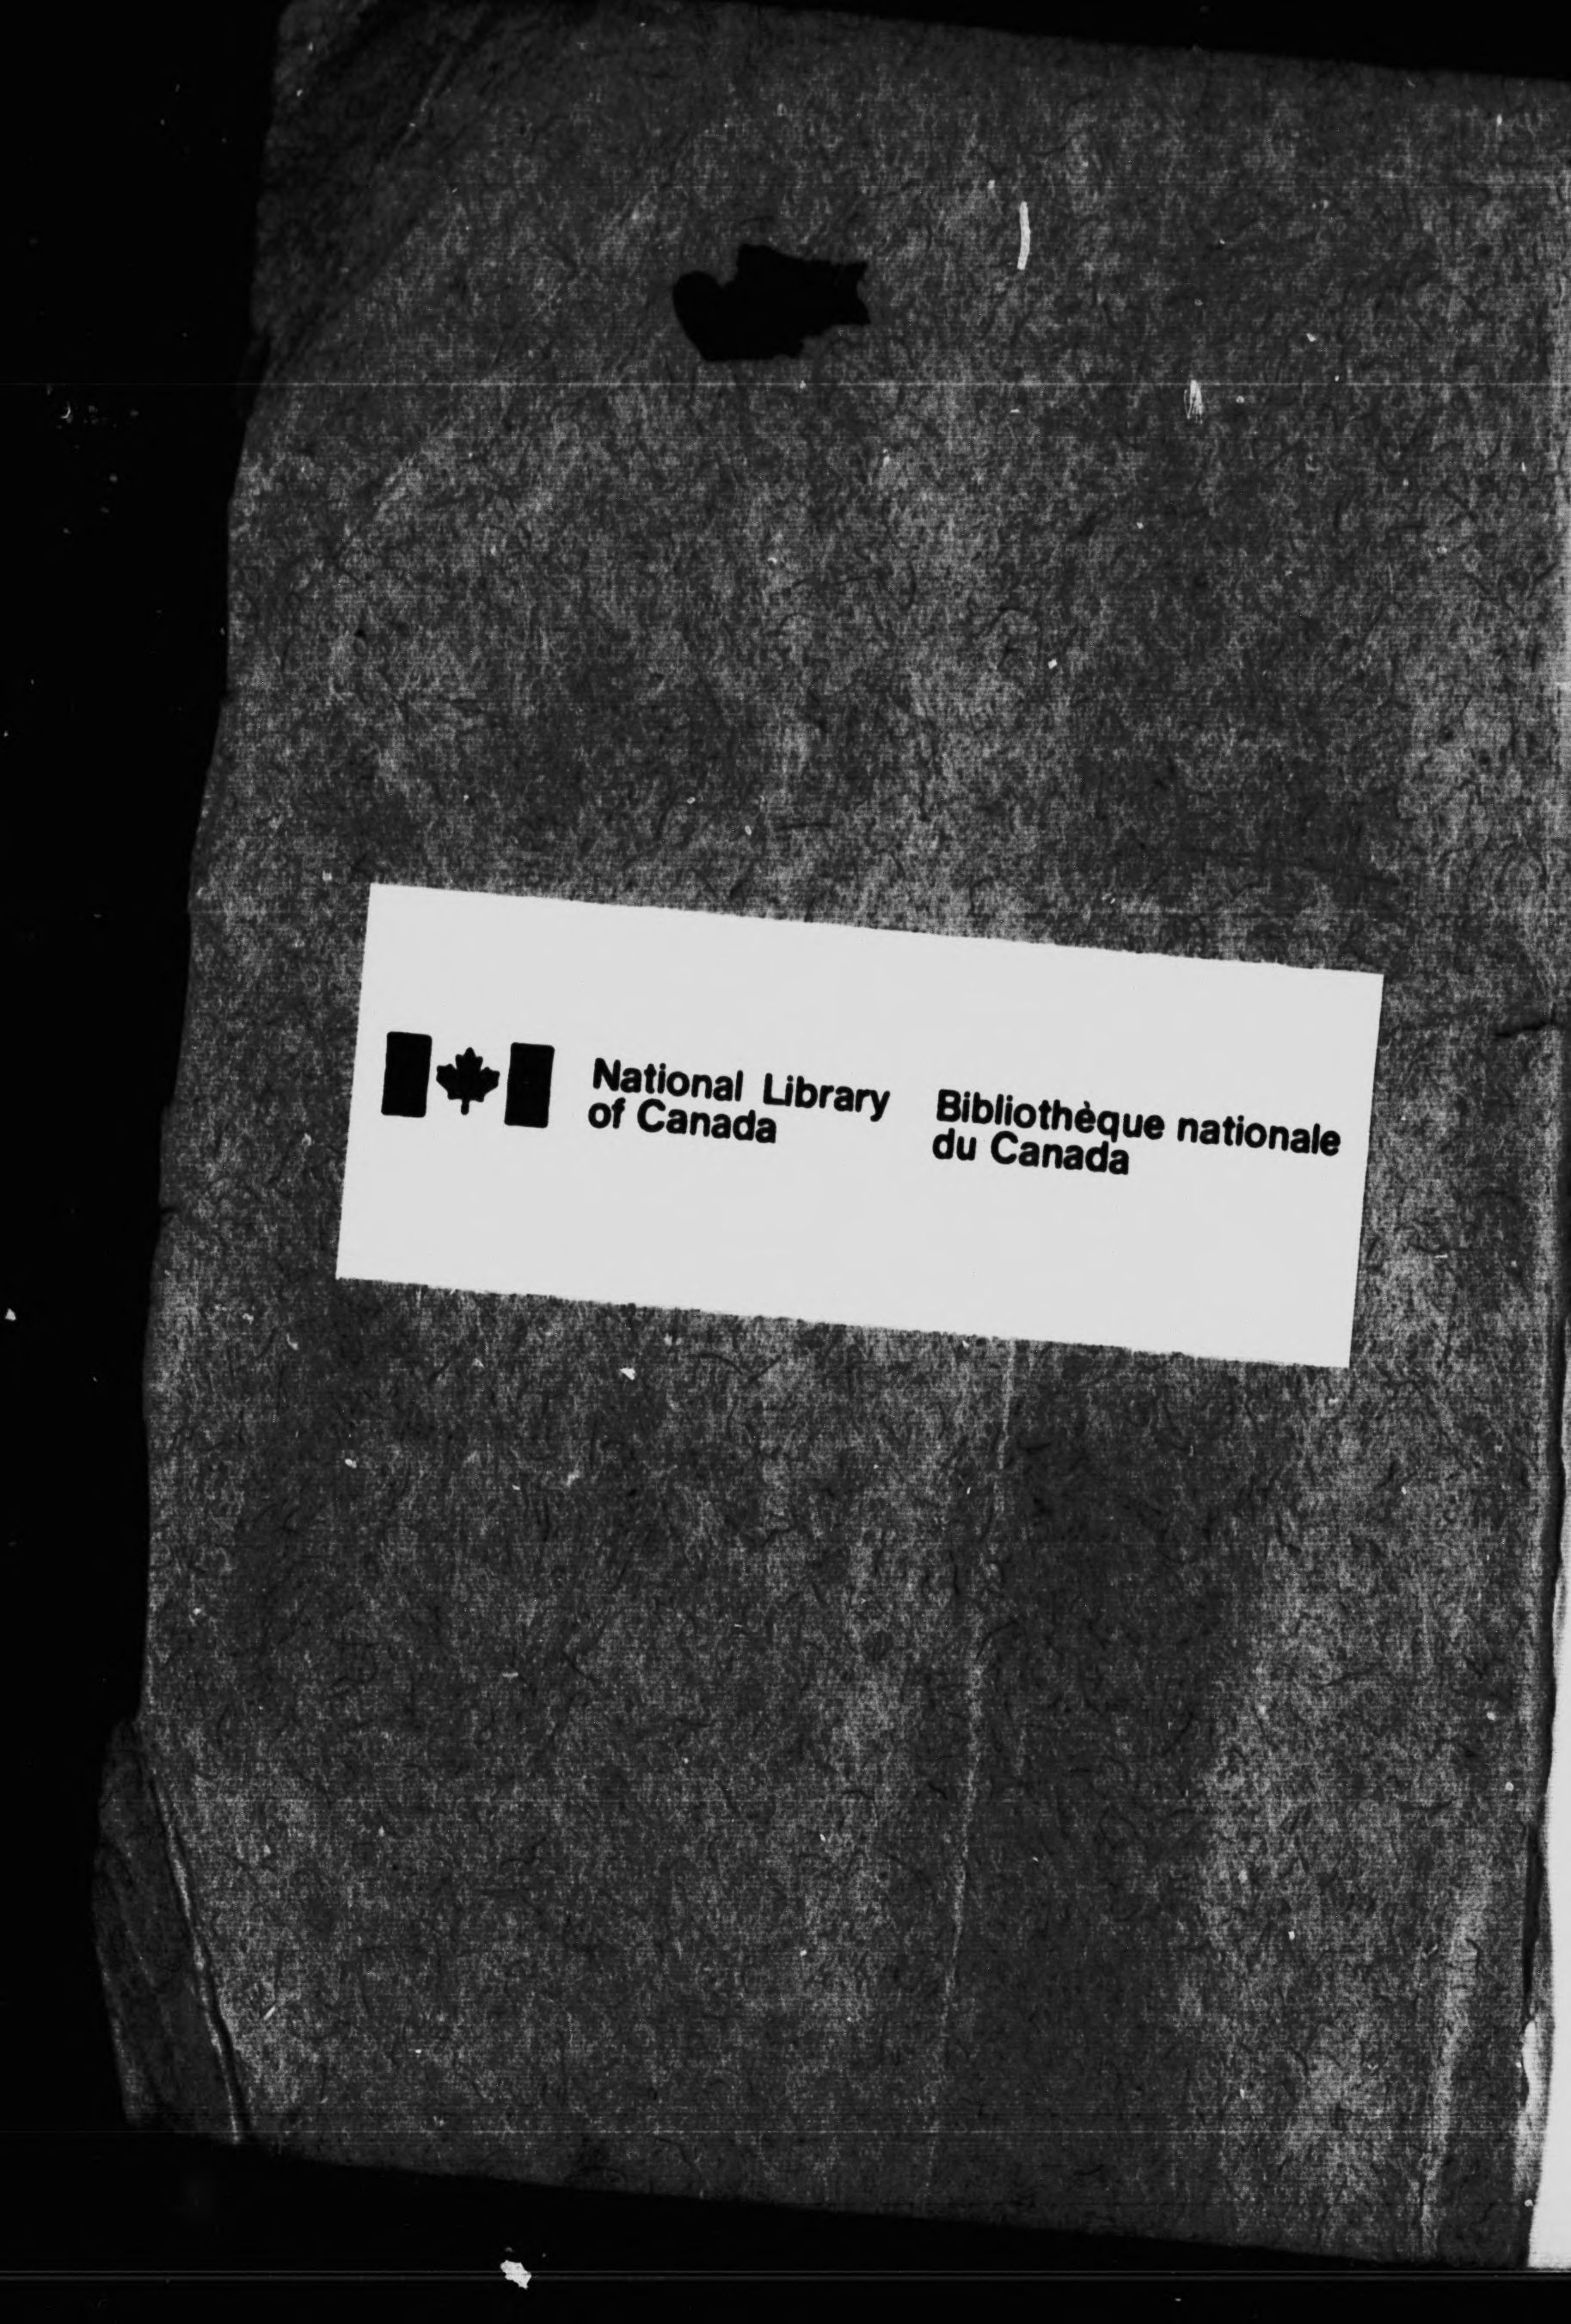 National Library
of Canada
Bibliothèque nationale
du Canada